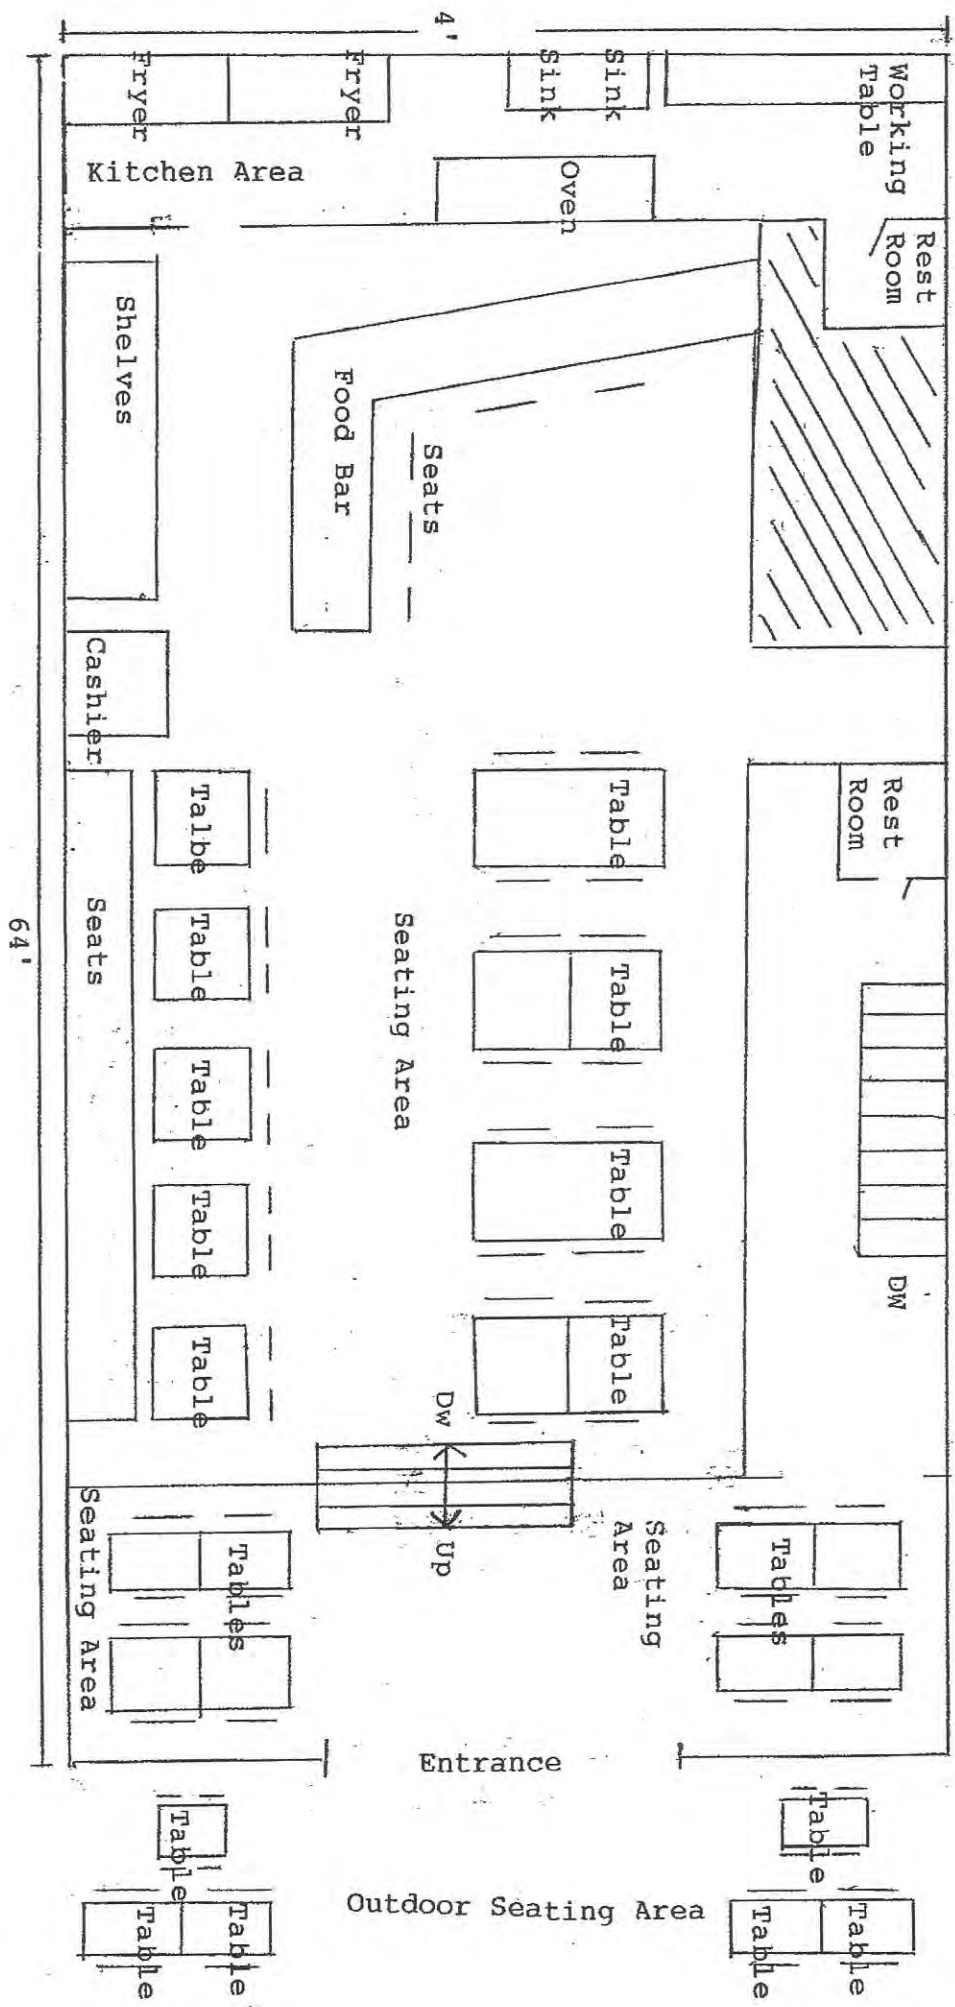 4'
Fryer
Fryer
Sink
Sink
Working
Table
Kitchen Area
Oven
Rest
Room
Shelves
Food Bar
Seats
Cashier
Talbe
Table
Rest
Room
Seats
Table
Seating Area
Table
64'
Table
Table
DW
Table
Table
Table
Dw
Up
Seating Area
Tables
Seating
Area
Tables
Entrance
Table
Table
Outdoor Seating Area
Table
Table
Table
Table